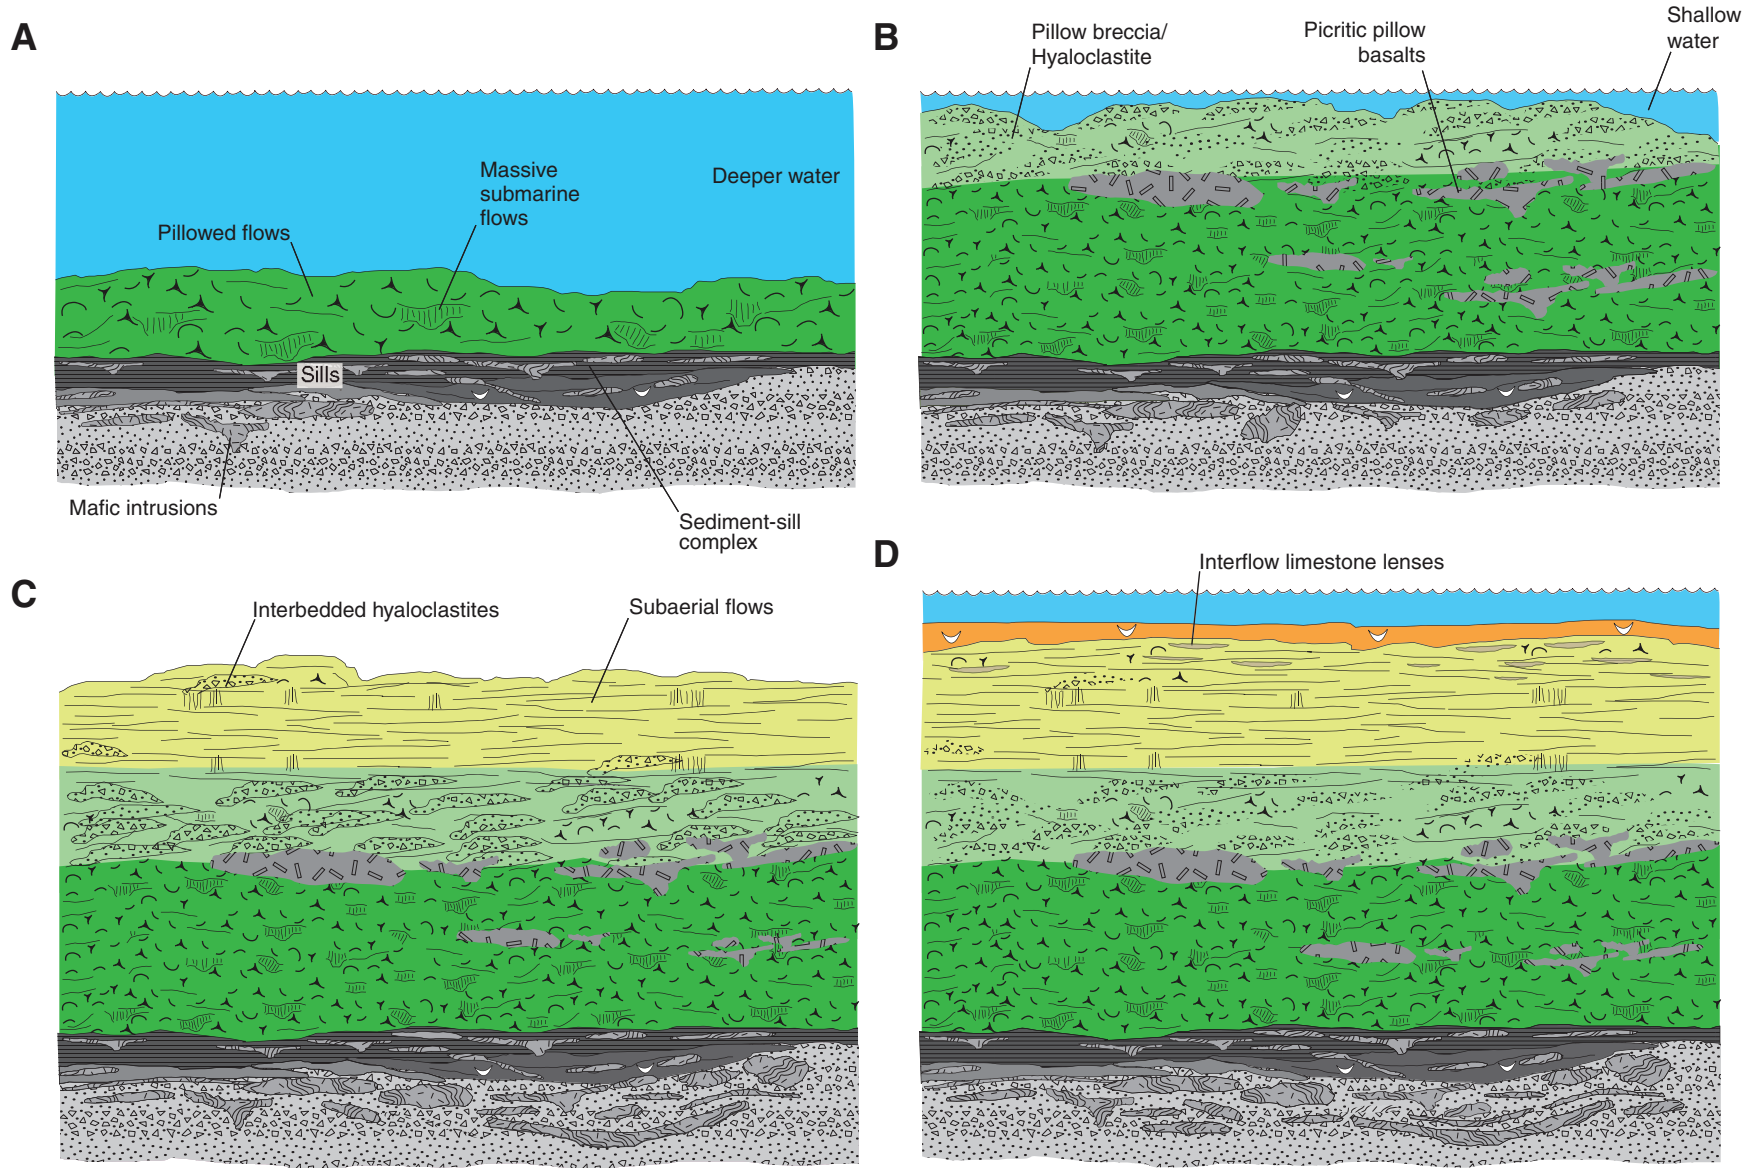 A
Massive
submarine
flows
Deeper water
Pillowed flows
Sills
Mafic intrusions
Sediment-sill
complex
B
Pillow breccia/
Hyaloclastite
Picritic pillow
basalts
Shallow
water
C
Interbedded hyaloclastites
Subaerial flows
D
Interflow limestone lenses